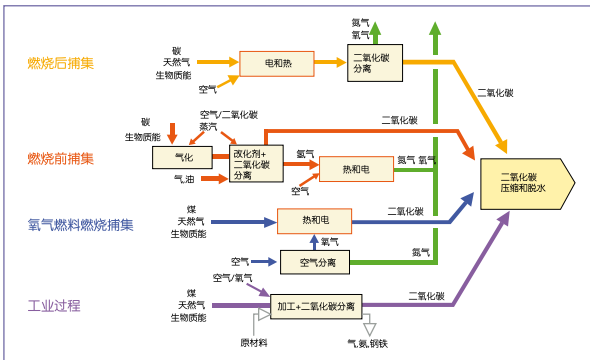 氮气
氧气
燃烧后捕集
碳
天然气
生物质能
空气
电和热
二氧化碳
分离
二氧化碳
燃烧前捕集
碳
生物质能
空气/二氧化碳
蒸汽
气化
气,油
改化剂+
二氧化碳
分离
二氧化碳
氢气
空气
热和电
氮气 氧气
二氧化碳
压缩和脱水
氧气燃料燃烧捕集
煤
天然气
生物质能
热和电
二氧化碳
氧气
空气
空气分离
氮气
工业过程
煤
天然气
生物质能
空气/氧气
加工+二氧化碳分离
二氧化碳
原材料
气,氨,钢铁